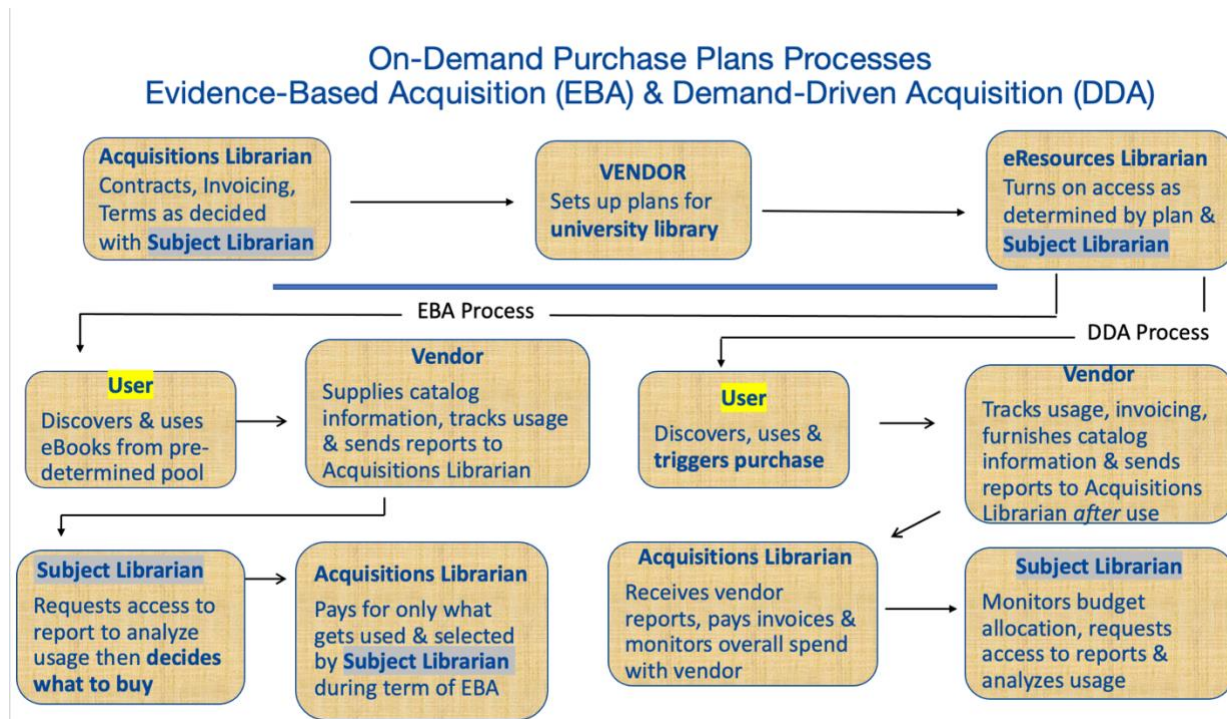 On-Demand Purchase Plans Processes
Evidence-Based Acquisition (EBA) & Demand-Driven Acquisition (DDA)
Acquisitions Librarian
Contracts, Invoicing,
Terms as decided
with Subject Librarian
VENDOR
Sets up plans for
university library
eResources Librarian
Turns on access as
determined by plan &
Subject Librarian
EBA Process
DDA Process
User
Discovers & uses
eBooks from pre-
determined pool
Vendor
Supplies catalog
information, tracks usage
& sends reports to
Acquisitions Librarian
User
Discovers, uses &
triggers purchase
Vendor
Tracks usage, invoicing,
furnishes catalog
information & sends
reports to Acquisitions
Librarian after use
Subject Librarian
Requests access to
report to analyze
usage then decides
what to buy
Acquisitions Librarian
Pays for only what
gets used & selected
by Subject Librarian
during term of EBA
Acquisitions Librarian
Receives vendor
reports, pays invoices &
monitors overall spend
with vendor
Subject Librarian
Monitors budget
allocation, requests
access to reports &
analyzes usage